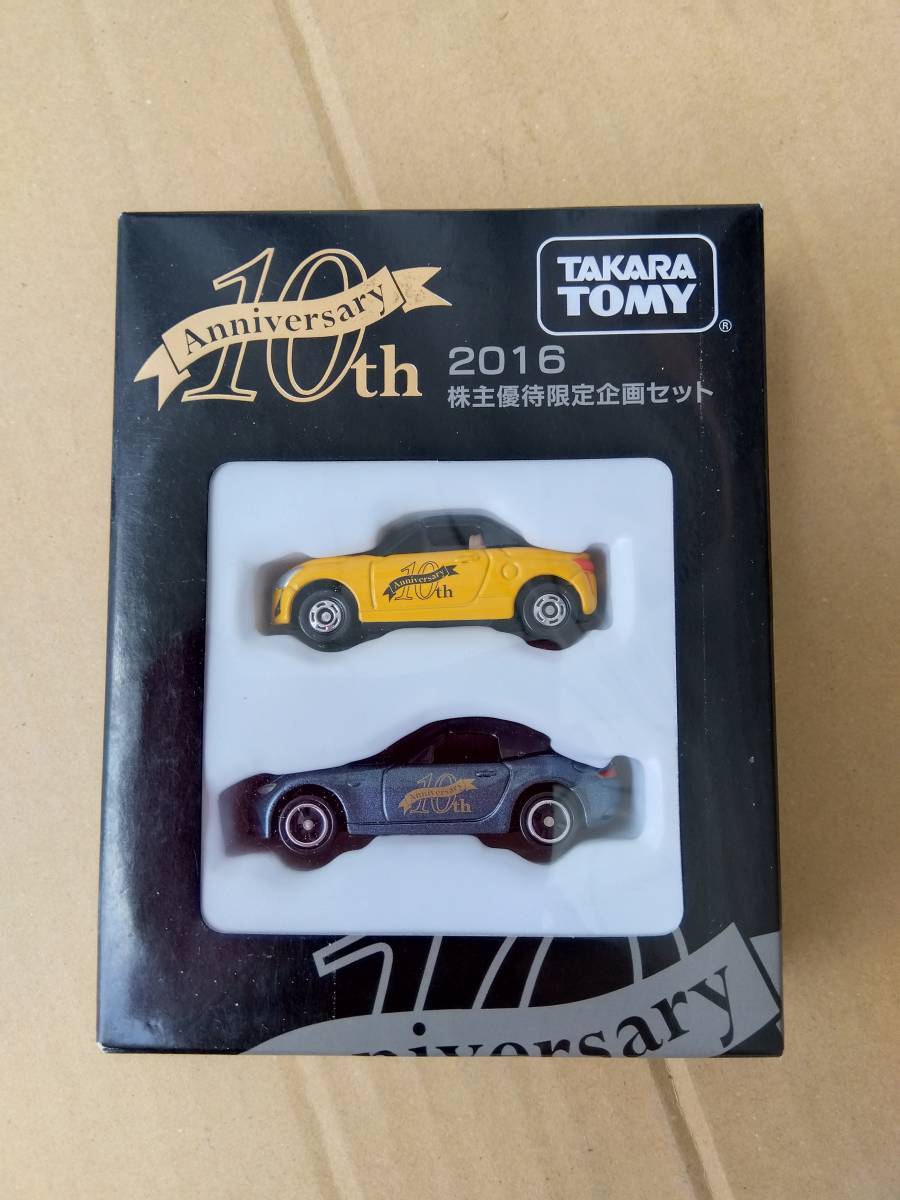 10th
Anniversary
TAKARA
TOMY
®
2016
株主優待限定企画セット
10th
Anniversary
10th
Anniversary
10
niversary